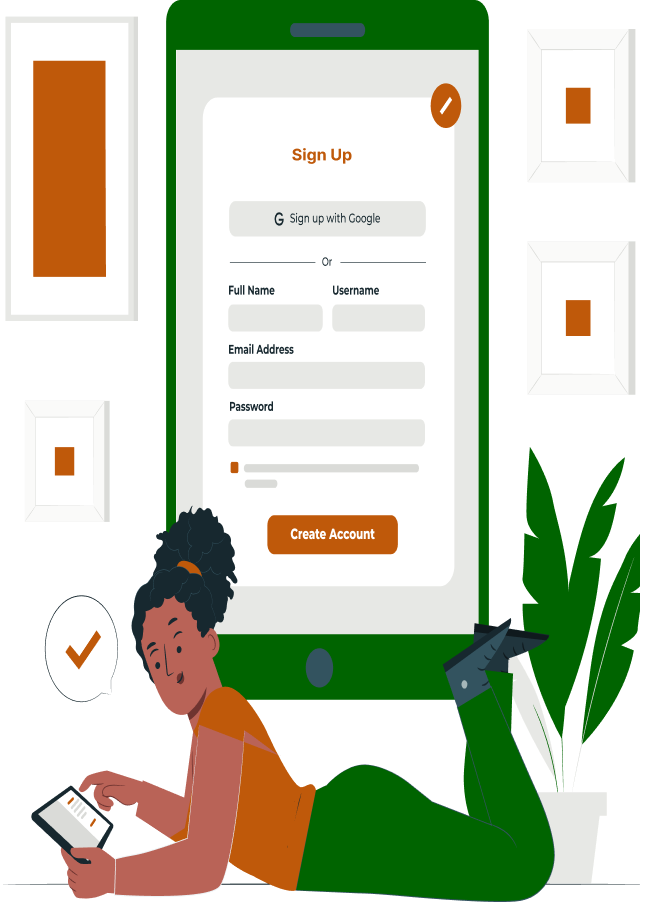 Sign Up
G Sign up with Google
Or
Full Name Username
Email Address
Password
Create Account